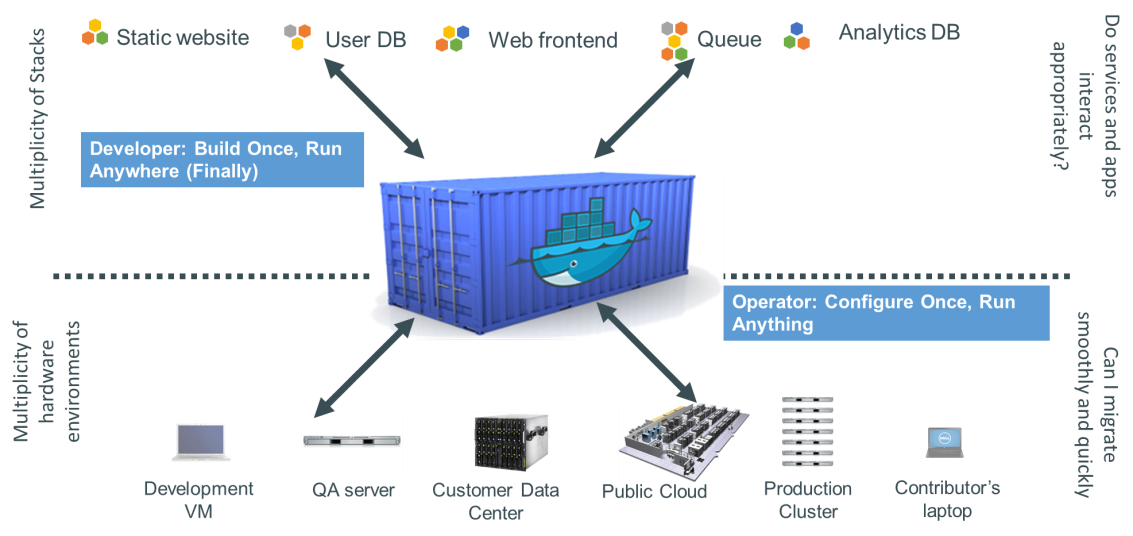 Static website
User DB
Web frontend
Queue
Analytics DB
Multiplicity of Stacks
Do services and apps
interact
appropriately?
Developer: Build Once, Run
Anywhere (Finally)
Operator: Configure Once, Run
Anything
Multiplicity of
hardware
environments
Can I migrate
smoothly and quickly
Development
VM
QA server
Customer Data
Center
Public Cloud
Production
Cluster
Contributor’s
laptop